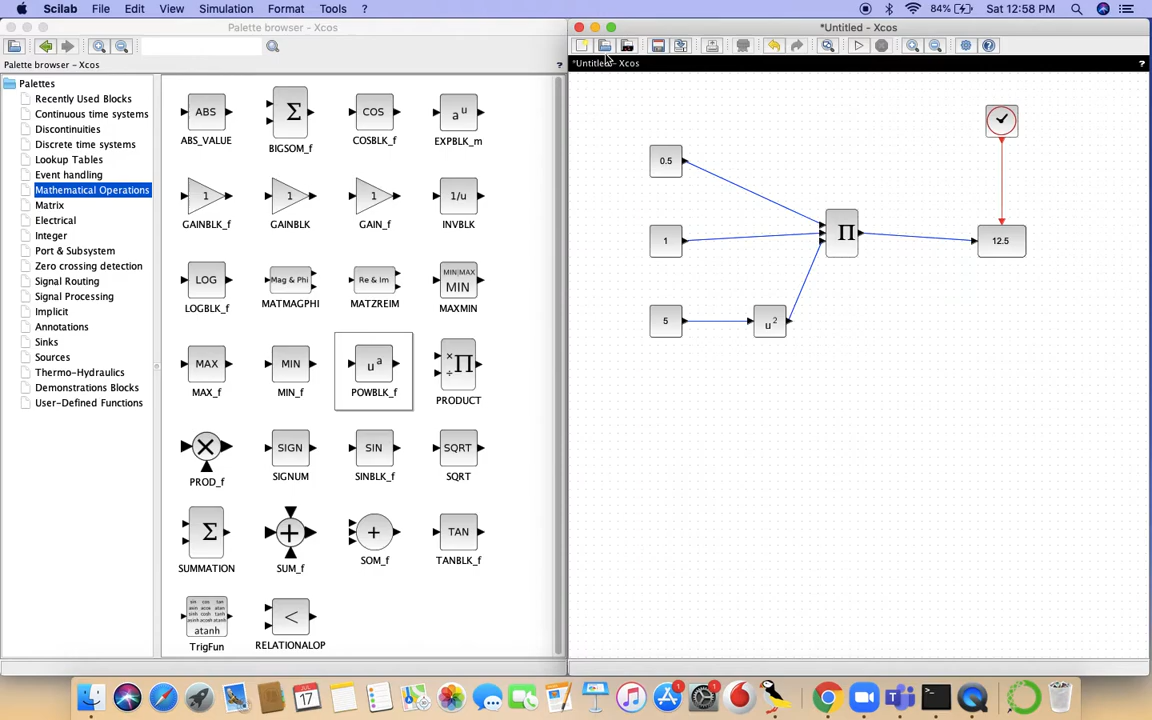 Scilab File Edit View Simulation Format Tools ? 84% Sat 12:58 PM
Palette browser - Xcos
Palette browser - Xcos ?
Palettes
Recently Used Blocks
Continuous time systems
Discontinuities
Discrete time systems
Lookup Tables
Event handling
Mathematical Operations
Matrix
Electrical
Integer
Port & Subsystem
Zero crossing detection
Signal Routing
Signal Processing
Implicit
Annotations
Sinks
Sources
Thermo-Hydraulics
Demonstrations Blocks
User-Defined Functions
ABS Σ COS a^u
ABS_VALUE BIGSOM_f COSBLK_f EXPBLK_m
1 1 1 1/u
GAINBLK_f GAINBLK GAIN_f INVBLK
LOG Mag & Phi Re & Im MIN|MAX MIN
LOGBLK_f MATMAGPHI MATZREIM MAXMIN
MAX MIN u^a × ÷ Π
MAX_f MIN_f POWBLK_f PRODUCT
SIGN SIN SQRT
PROD_f SIGNUM SINBLK_f SQRT
Σ + + TAN
SUMMATION SUM_f SOM_f TANBLK_f
atanh <
TrigFun RELATIONALOP
*Untitled - Xcos
*Untitled - Xcos ?
0.5
1 Π 12.5
5 u²
JUL 17 1 1